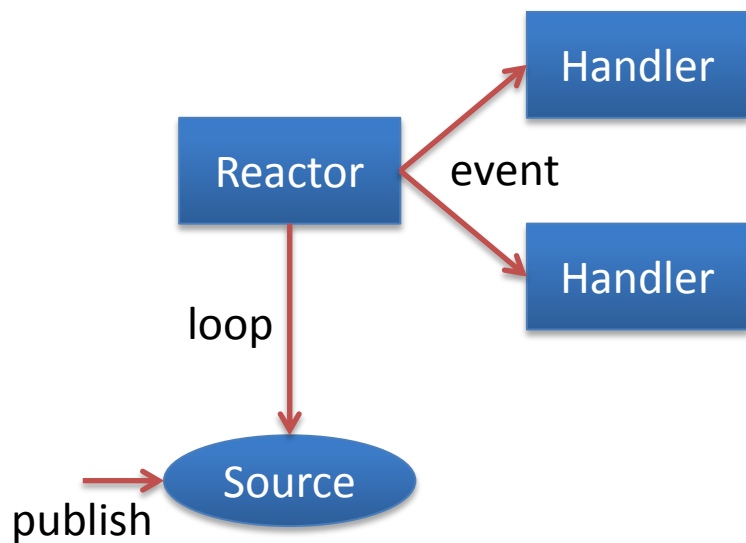 Handler
Reactor
event
Handler
loop
Source
publish